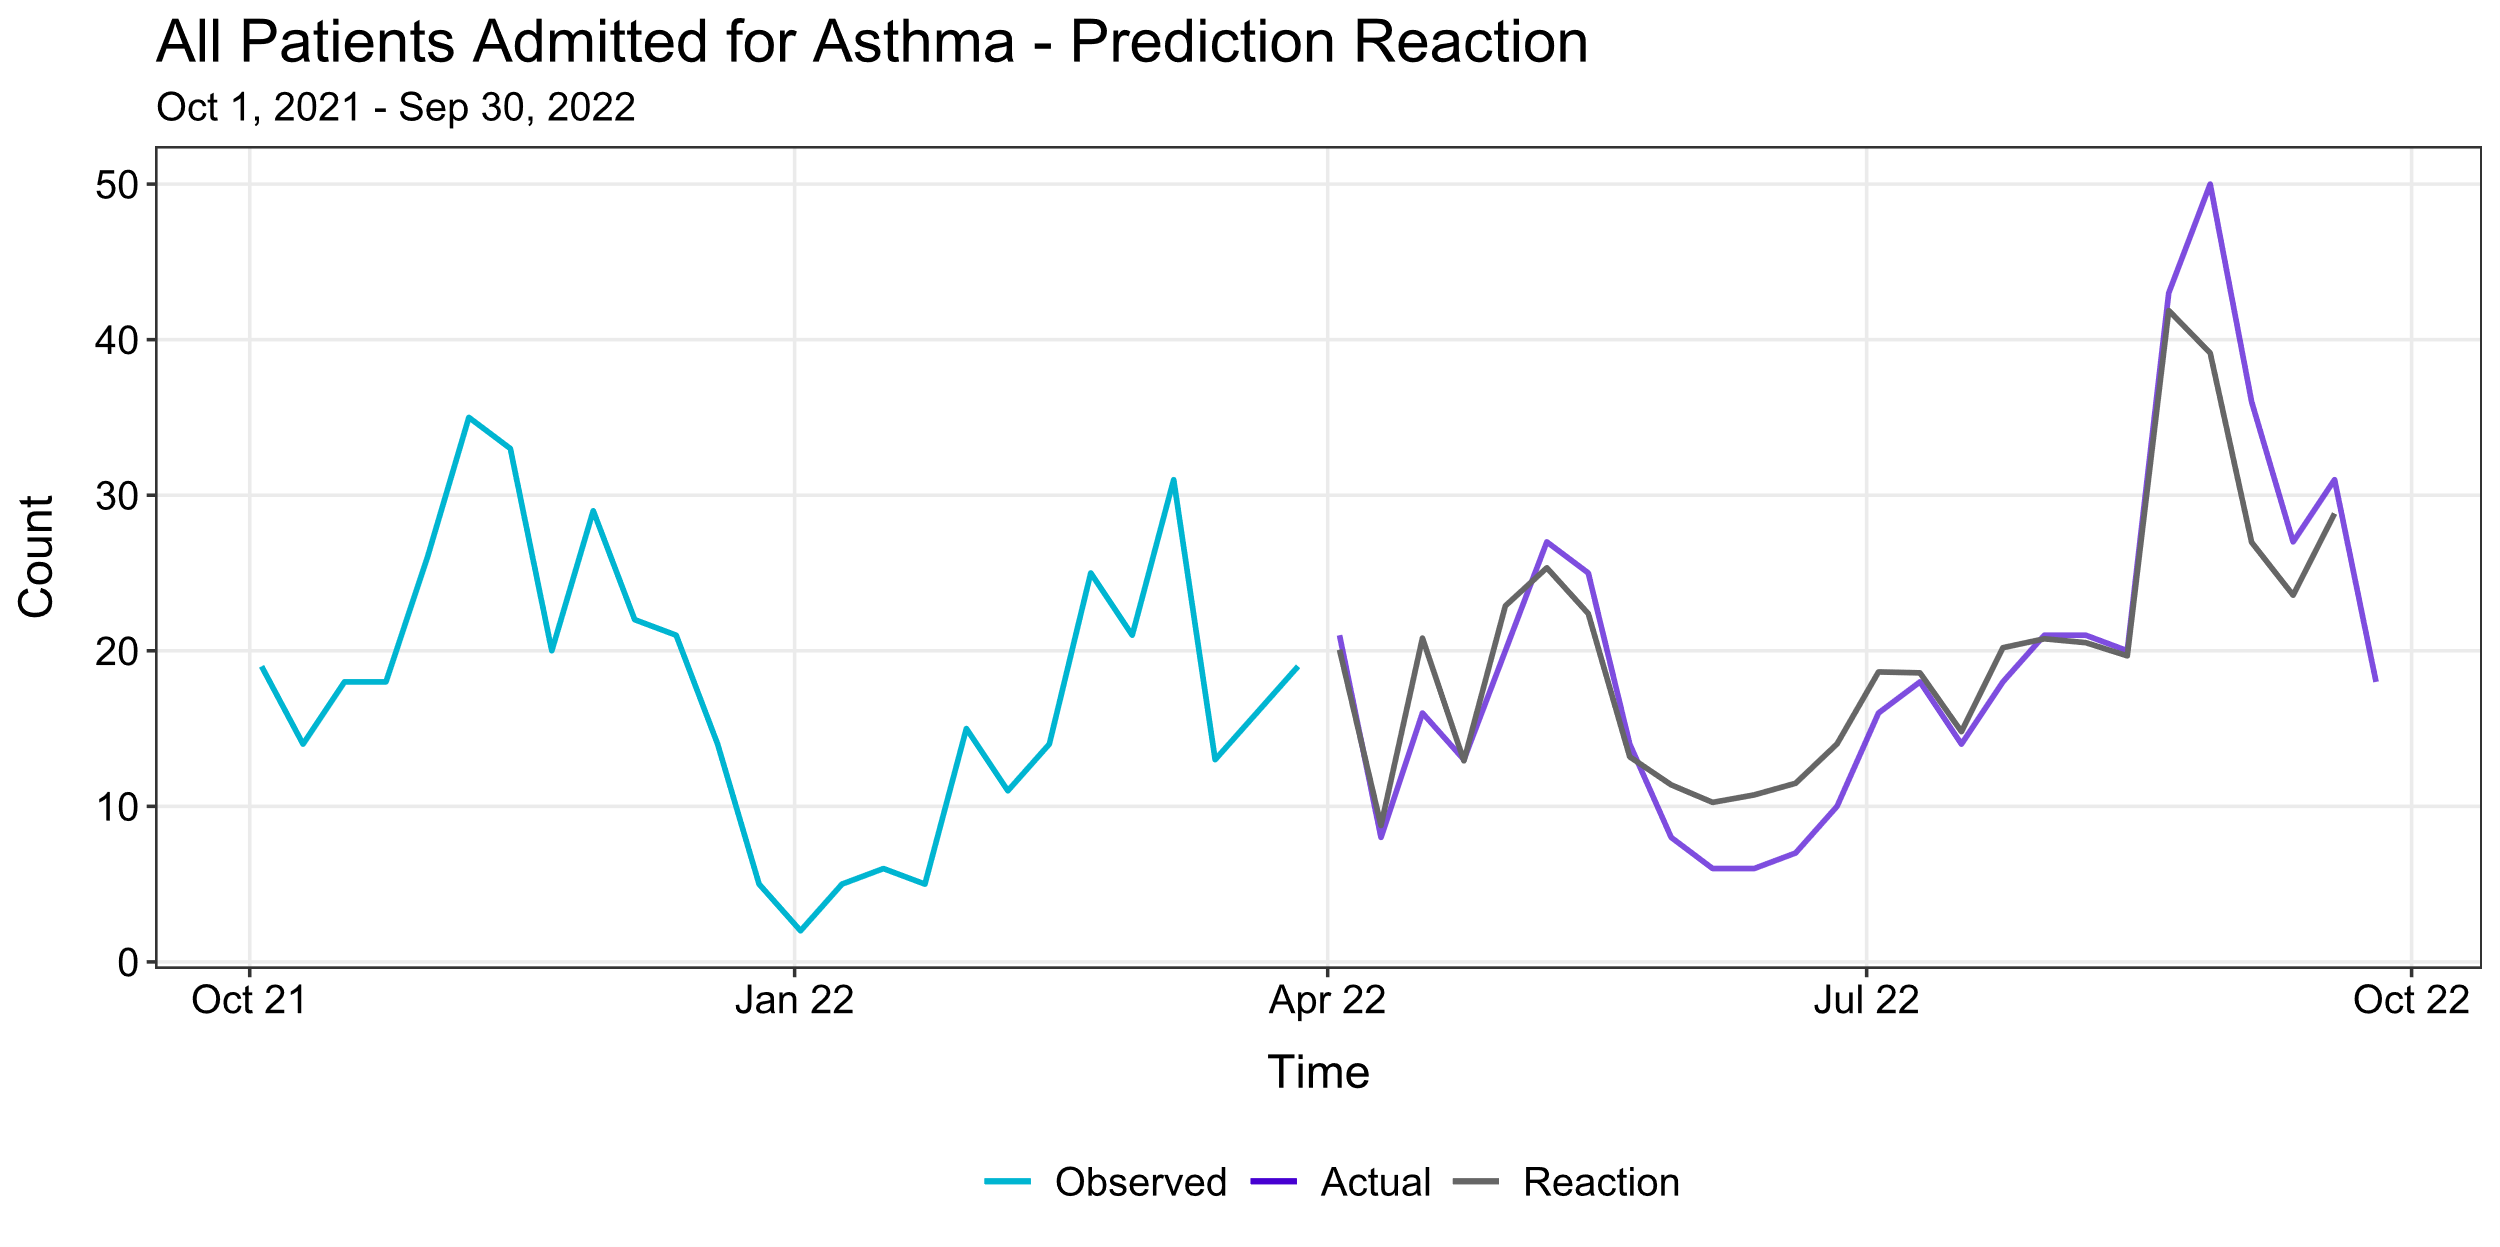 All Patients Admitted for Asthma - Prediction Reaction
Oct 1, 2021 - Sep 30, 2022
50
40
30
20
10
0
Count
Oct 21 Jan 22 Apr 22 Jul 22 Oct 22
Time
Observed Actual Reaction